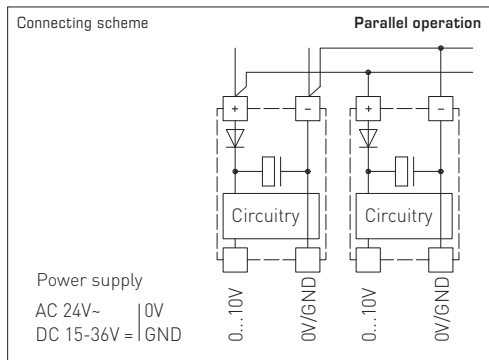 Connecting scheme
Parallel operation
+ − + −
Circuitry
Circuitry
Power supply
AC 24V~ 0V
DC 15-36V = GND
0...10V
0V/GND
0...10V
0V/GND